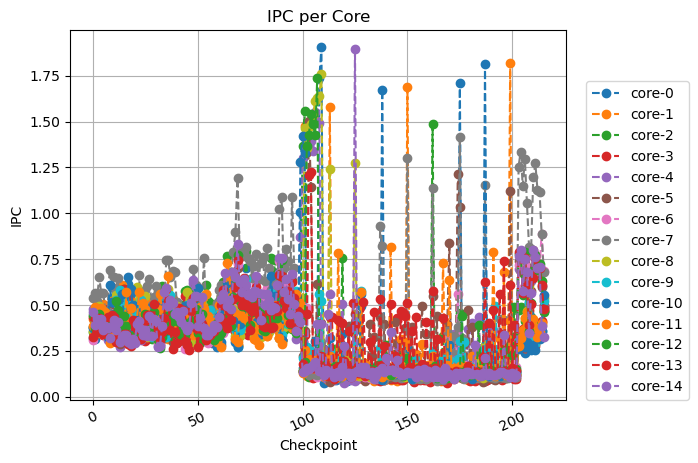 IPC per Core
1.75
1.50
1.25
1.00
0.75
0.50
0.25
0.00
IPC
0
50
100
150
200
Checkpoint
core-0
core-1
core-2
core-3
core-4
core-5
core-6
core-7
core-8
core-9
core-10
core-11
core-12
core-13
core-14